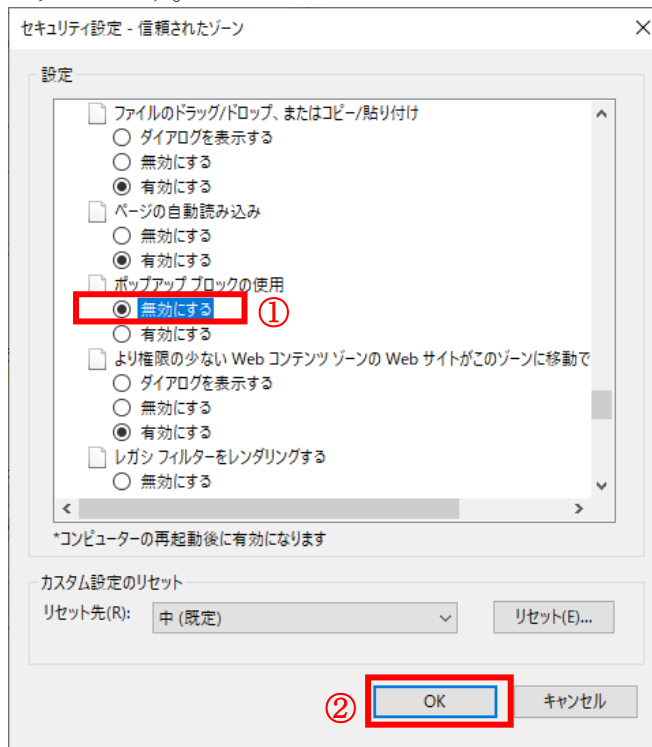 セキュリティ設定 - 信頼されたゾーン
設定
ファイルのドラッグ/ドロップ、またはコピー/貼り付け
ダイアログを表示する
無効にする
有効にする
ページの自動読み込み
無効にする
有効にする
ポップアップ ブロックの使用
無効にする ①
有効にする
より権限の少ない Web コンテンツ ゾーンの Web サイトがこのゾーンに移動で
ダイアログを表示する
無効にする
有効にする
レガシ フィルターをレンダリングする
無効にする
*コンピューターの再起動後に有効になります
カスタム設定のリセット
リセット先(R): 中 (既定) リセット(E)...
② OK キャンセル